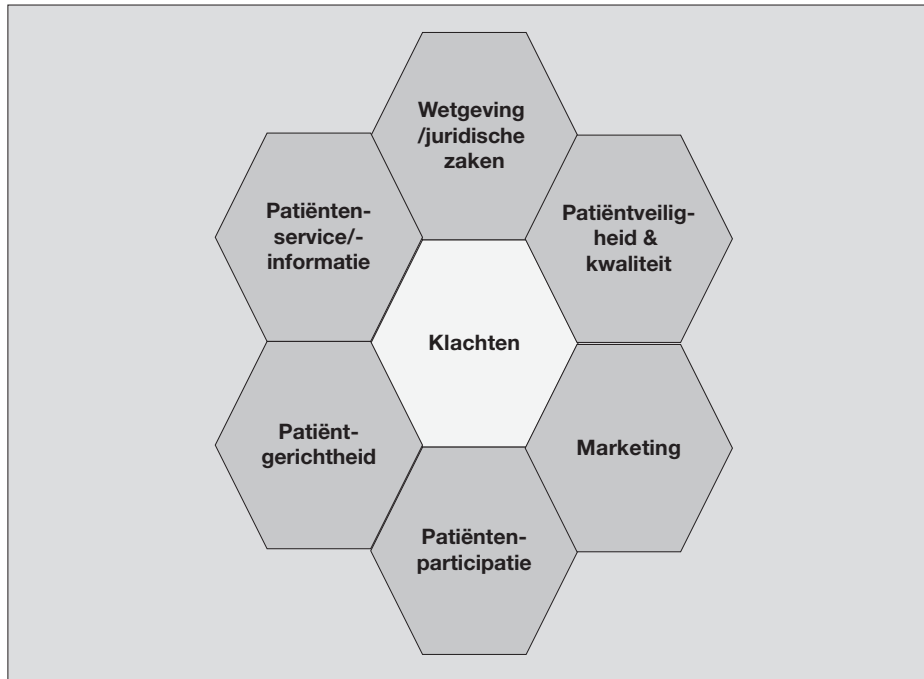 Wetgeving
/juridische
zaken
Patiënten-
service/-
informatie
Patiëntveilig-
heid &
kwaliteit
Klachten
Patiënt-
gerichtheid
Marketing
Patiënten-
participatie